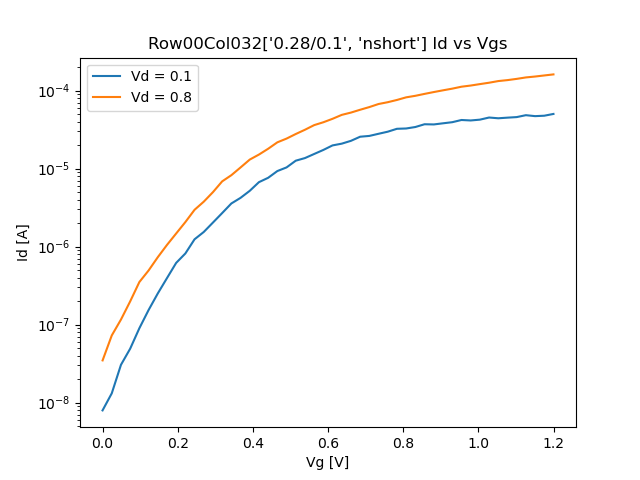 Row00Col032['0.28/0.1', 'nshort'] Id vs Vgs
Vd = 0.1
Vd = 0.8
Id [A]
10⁻⁴
10⁻⁵
10⁻⁶
10⁻⁷
10⁻⁸
0.0 0.2 0.4 0.6 0.8 1.0 1.2
Vg [V]